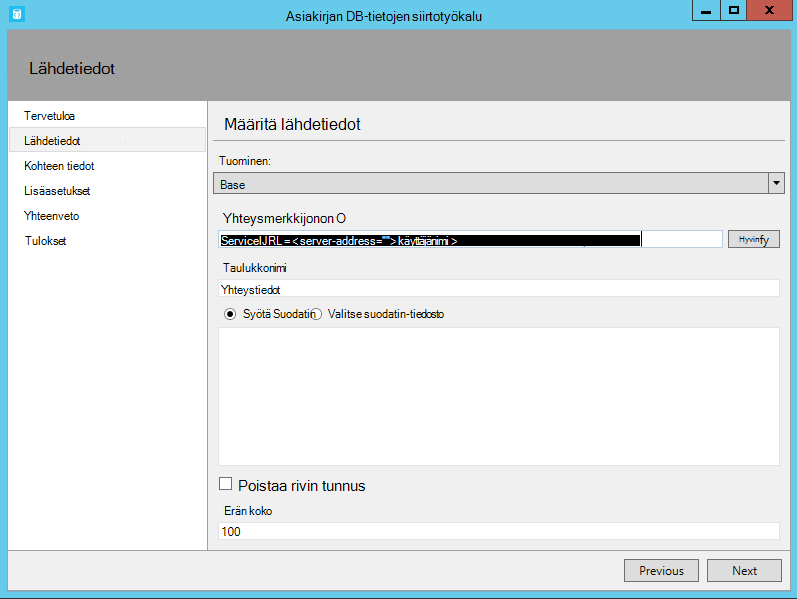 Asiakirjan DB-tietojen siirtotyökalu
Lähdetiedot
Tervetuloa
Lähdetiedot
Kohteen tiedot
Lisäasetukset
Yhteenveto
Tulokset
Määritä lähdetiedot
Tuominen:
Base
Yhteysmerkkijonon O
ServiceIJRL=<server-address="">käyttäjänimi>
Hyvinfy
Taulukkonimi
Yhteystiedot
Syötä Suodatin
Valitse suodatin-tiedosto
Poistaa rivin tunnus
Erän koko
100
Previous
Next